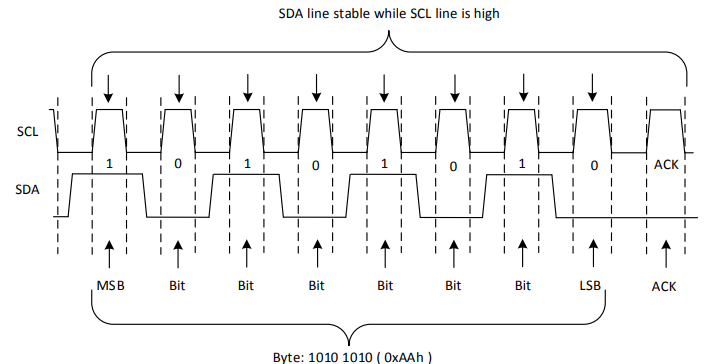 SDA line stable while SCL line is high
SCL
1 0 1 0 1 0 1 0 ACK
SDA
MSB Bit Bit Bit Bit Bit Bit LSB ACK
Byte: 1010 1010 ( 0xAAh )